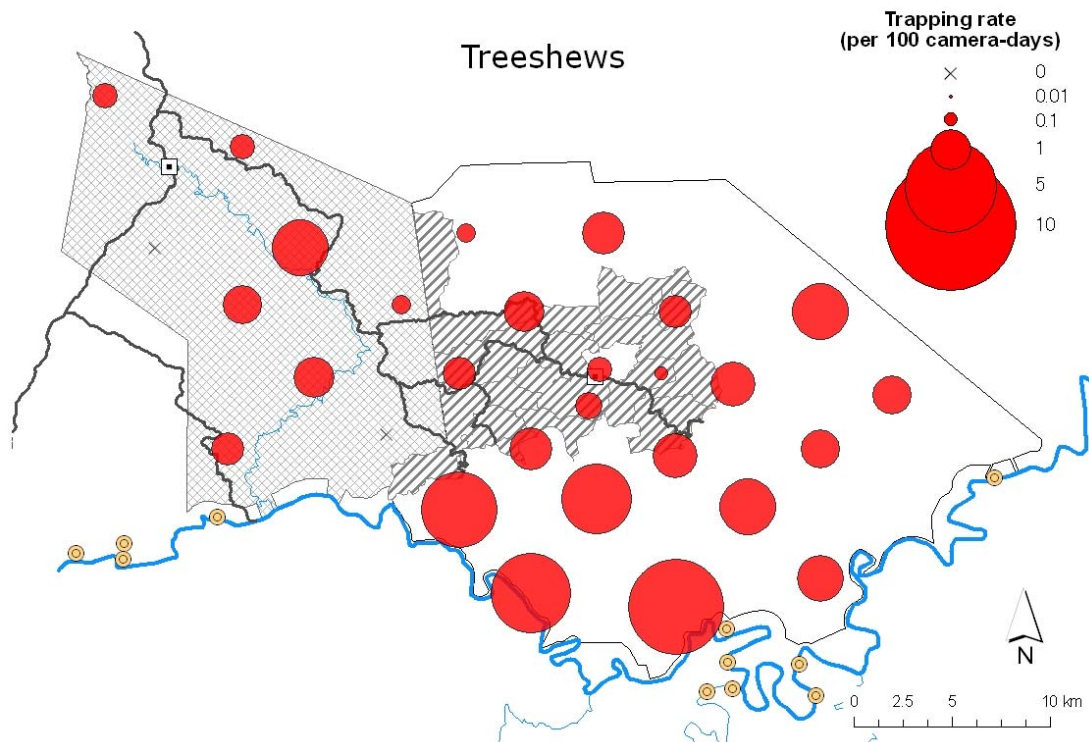 Treeshews
Trapping rate
(per 100 camera-days)
0
0.01
0.1
1
5
10
N
0 2.5 5 10 km